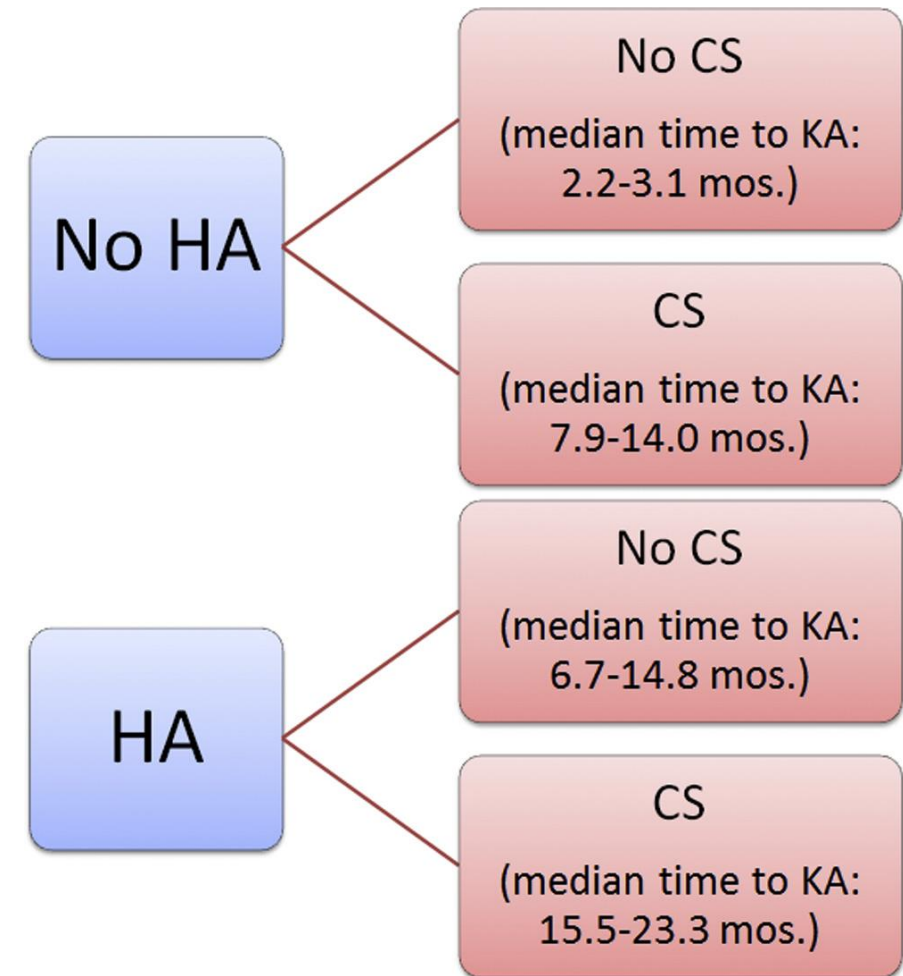 No HA
No CS
(median time to KA:
2.2-3.1 mos.)
CS
(median time to KA:
7.9-14.0 mos.)
HA
No CS
(median time to KA:
6.7-14.8 mos.)
CS
(median time to KA:
15.5-23.3 mos.)